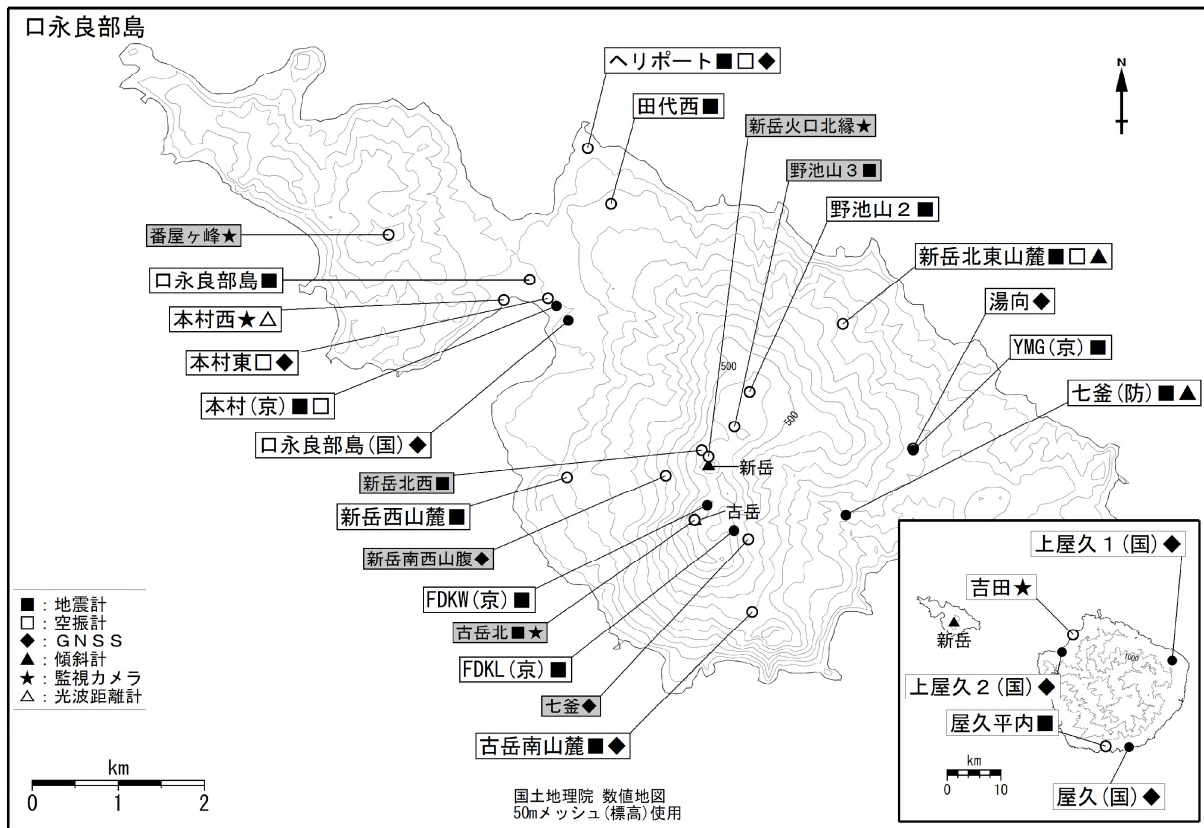 口永良部島
ヘリポート■□◆
田代西■
新岳火口北縁★
野池山3■
野池山2■
新岳北東山麓■□▲
湯向◆
YMG(京)■
七釜(防)■▲
番屋ヶ峰★
口永良部島■
本村西★△
本村東□◆
本村(京)■□
口永良部島(国)◆
新岳北西■
新岳西山麓■
新岳南西山腹◆
FDKW(京)■
古岳北■★
FDKL(京)■
七釜◆
古岳南山麓■◆
500
500
新岳
古岳
N
■：地震計
□：空振計
◆：GNSS
▲：傾斜計
★：監視カメラ
△：光波距離計
km
0 1 2
国土地理院 数値地図
50mメッシュ(標高)使用
上屋久1(国)◆
吉田★
新岳
1000
上屋久2(国)◆
屋久平内■
km
0 10
屋久(国)◆